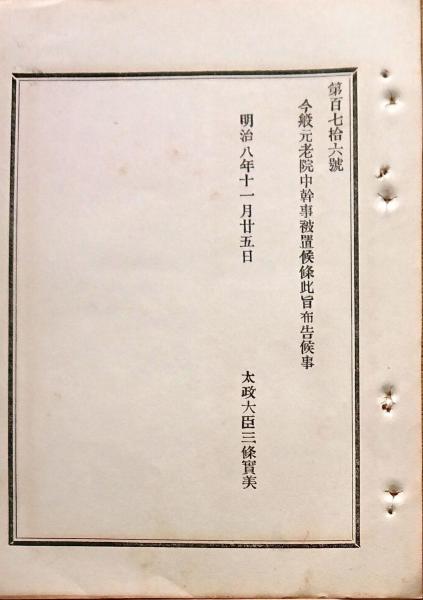 第百七拾六號
今般元老院中幹事被置候條此旨布告候事
明治八年十一月廿五日
太政大臣三條實美